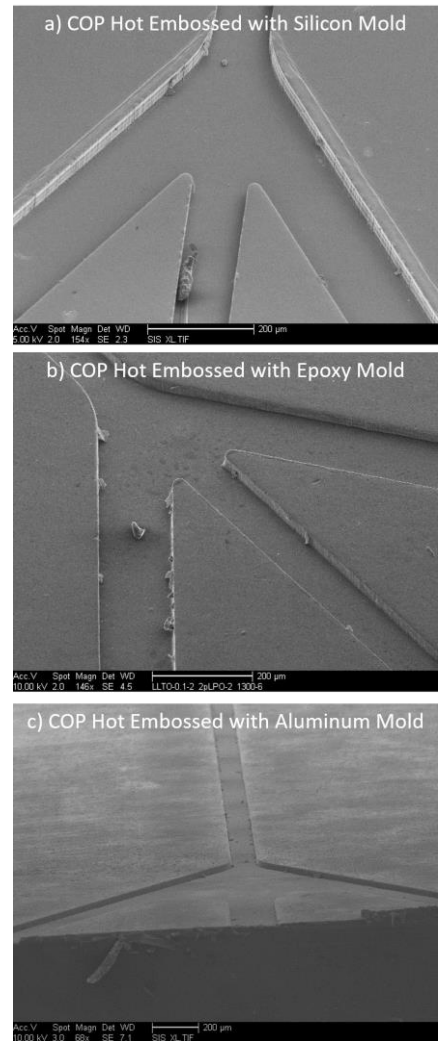 a) COP Hot Embossed with Silicon Mold
Acc.V Spot Magn Det WD
5.00 kV 2.0 154x SE 2.3 SIS XL.TIF
200 µm
b) COP Hot Embossed with Epoxy Mold
Acc.V Spot Magn Det WD
10.00 kV 2.0 146x SE 4.5 LLTO-0.1-2 2pLPO-2 1300-6
200 µm
c) COP Hot Embossed with Aluminum Mold
Acc.V Spot Magn Det WD
10.00 kV 3.0 68x SE 7.1 SIS XL.TIF
200 µm